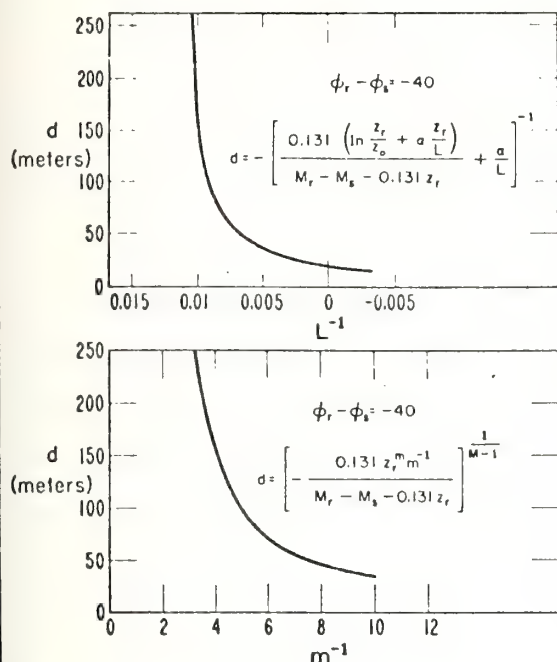 250
200
150
100
50
0
d
(meters)
ϕr − ϕs = −40
d = − [ 0.131 (ln zr/zo + α zr/L) / Mr − Ms − 0.131 zr + α/L ]⁻¹
0.015 0.01 0.005 0 -0.005
L⁻¹
250
200
150
100
50
0
d
(meters)
ϕr − ϕs = −40
d = [ − 0.131 zr^m m⁻¹ / Mr − Ms − 0.131 zr ] ^ 1/M−1
0 2 4 6 8 10 12
m⁻¹